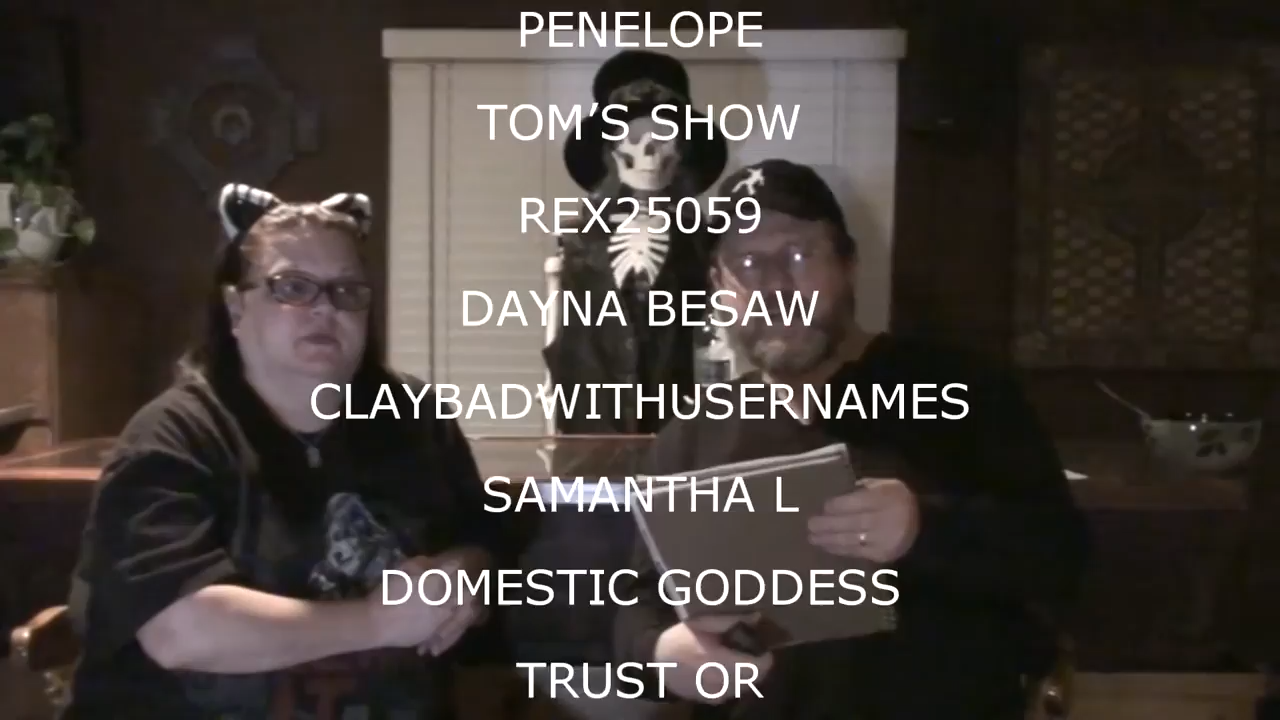 PENELOPE
TOM’S SHOW
REX25059
DAYNA BESAW
CLAYBADWITHUSERNAMES
SAMANTHA L
DOMESTIC GODDESS
TRUST OR